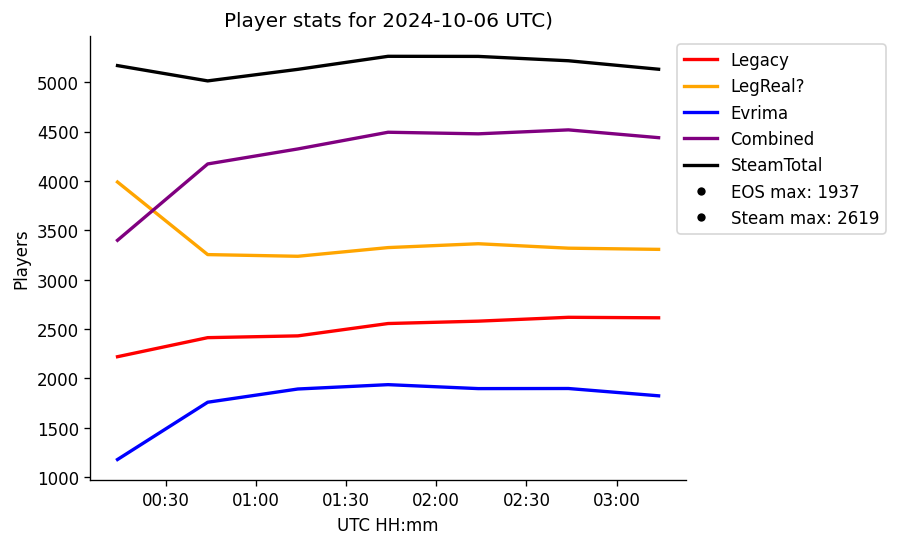 Player stats for 2024-10-06 UTC)
Legacy
LegReal?
Evrima
Combined
SteamTotal
EOS max: 1937
Steam max: 2619
Players
5000
4500
4000
3500
3000
2500
2000
1500
1000
00:30 01:00 01:30 02:00 02:30 03:00
UTC HH:mm